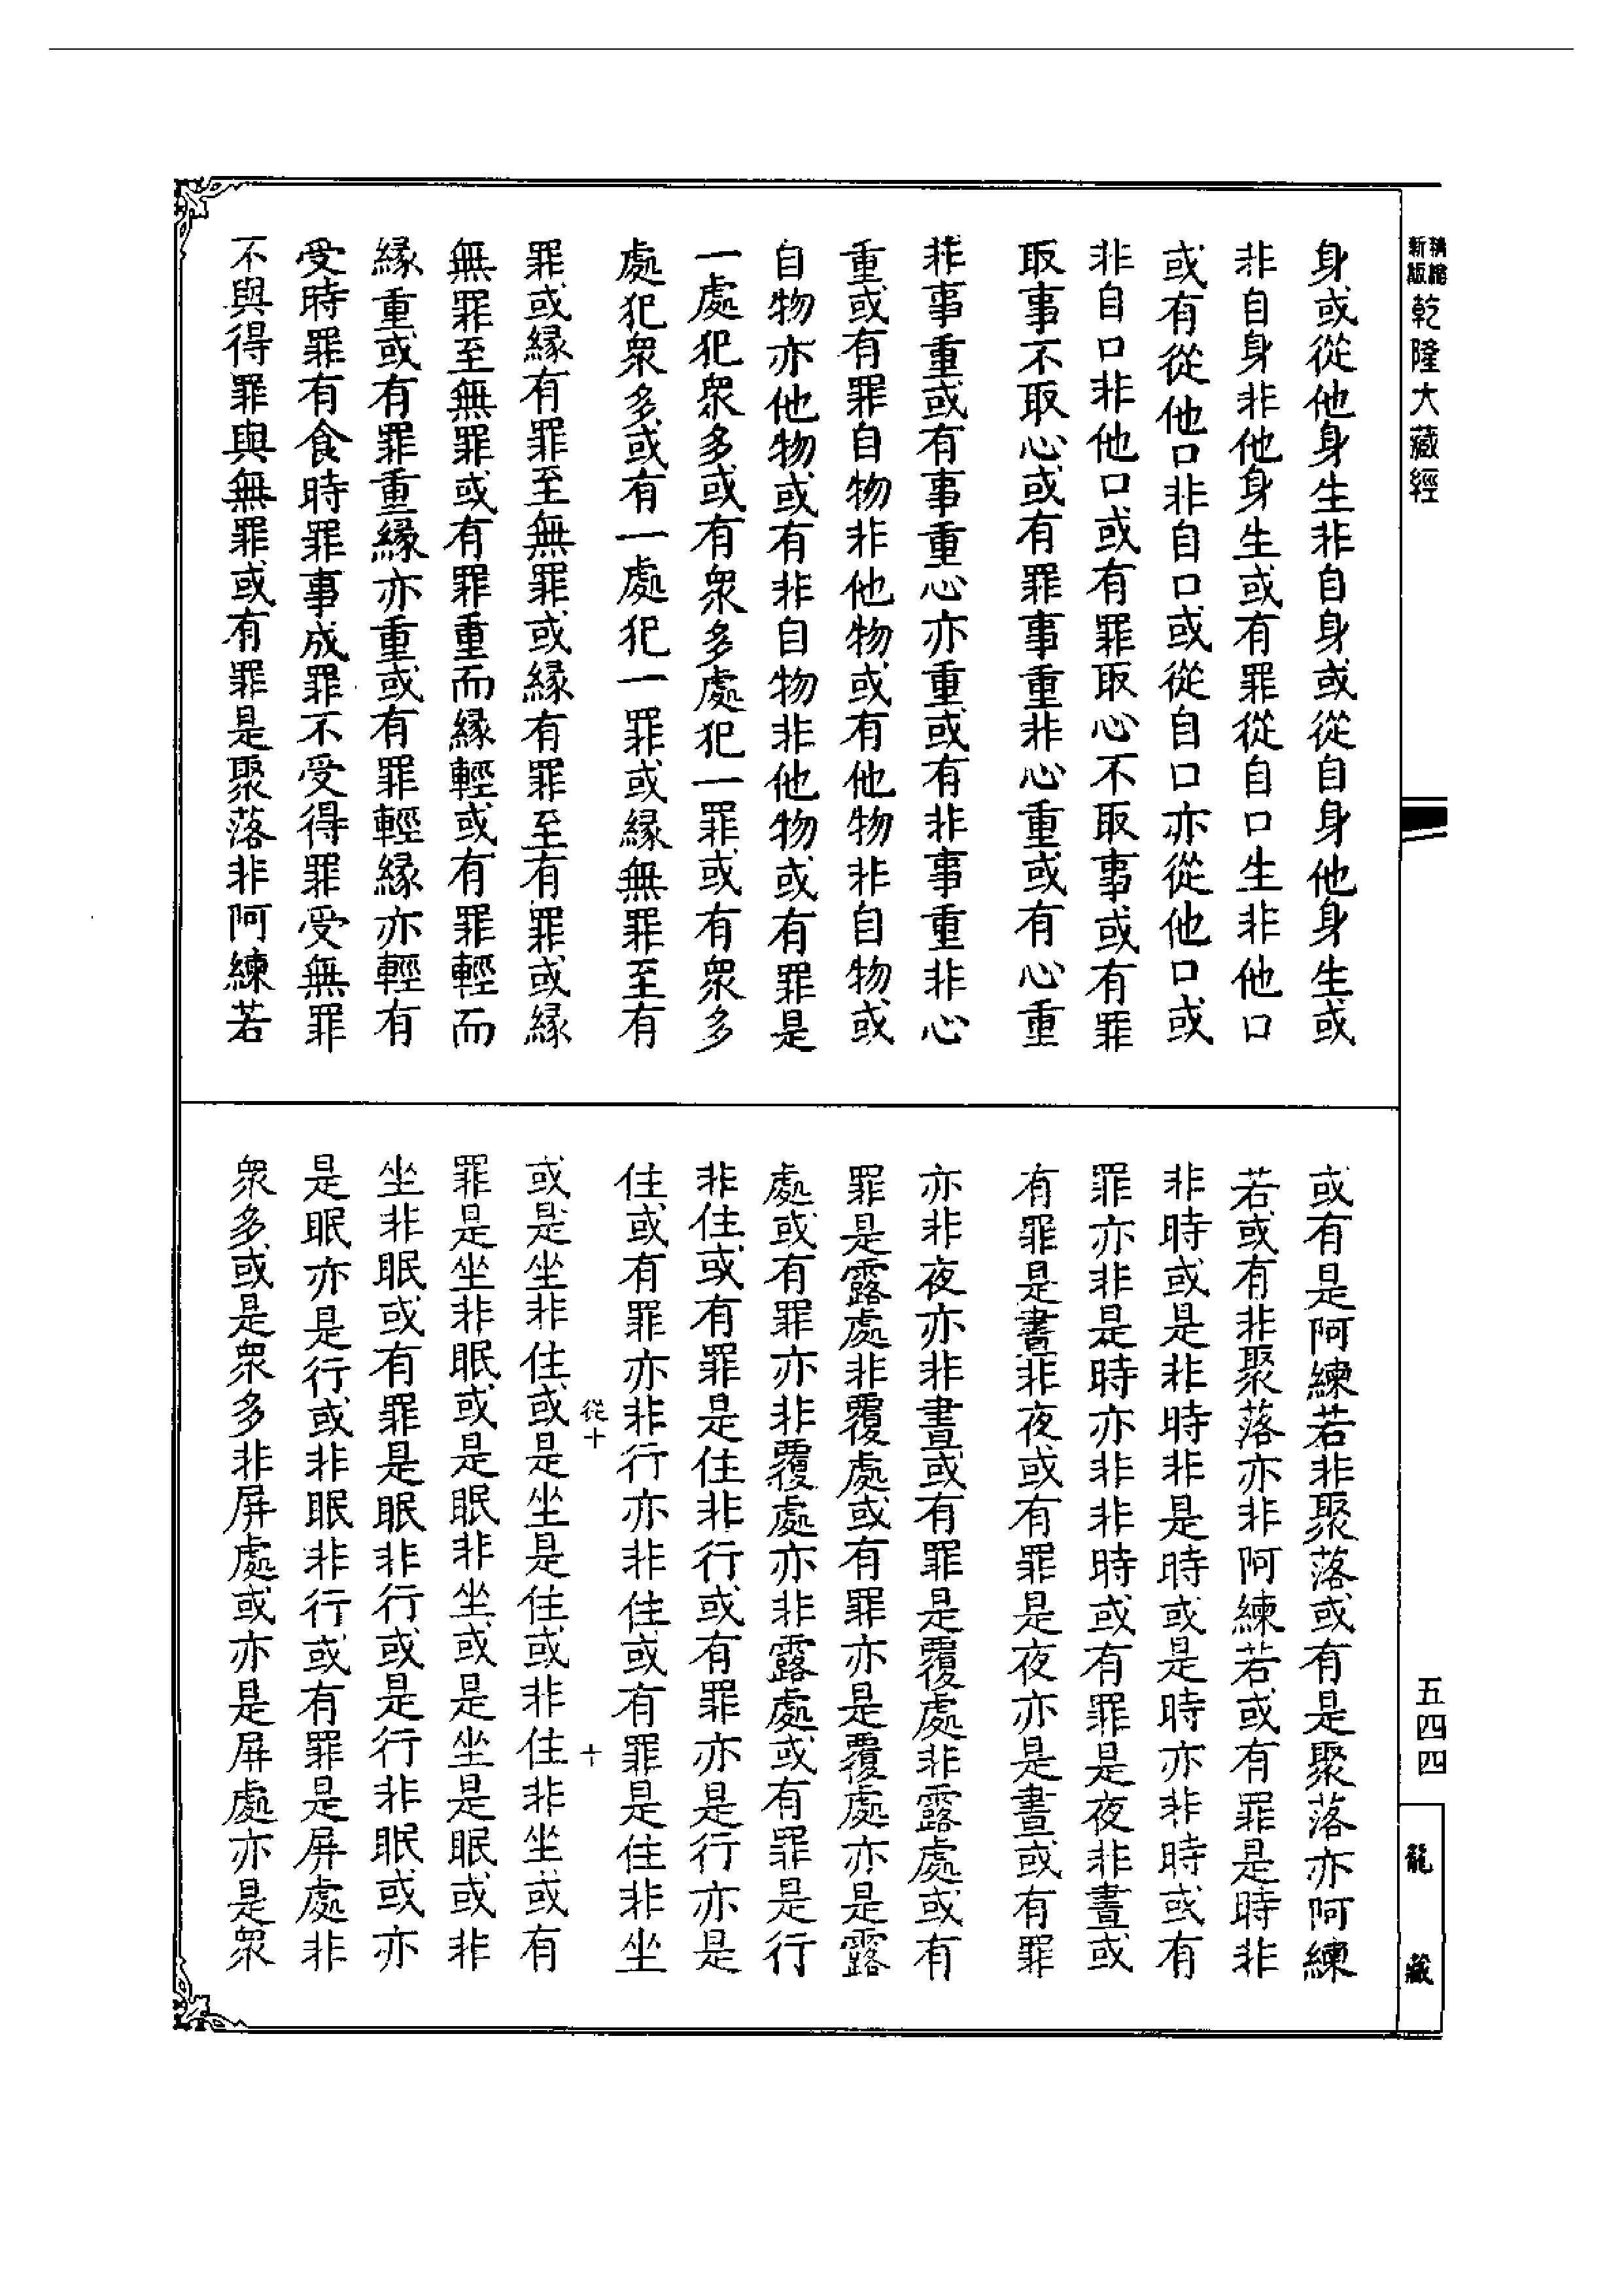 新版 精縮 乾隆大藏經
身或從他身生非自身或從自身他身生或
非自身非他身生或有罪從自口生非他口
或有從他口非自口或從自口亦從他口或
非自口非他口或有罪取心不取事或有罪
取事不取心或有罪事重非心重或有心重
非事重或有事重心亦重或有非事重非心
重或有罪自物非他物或有他物非自物或
自物亦他物或有非自物非他物或有罪是
一處犯衆多或有衆多處犯一罪或有衆多
處犯衆多或有一處犯一罪或緣無罪至有
罪或緣有罪至無罪或緣有罪至有罪或緣
無罪至無罪或有罪重而緣輕或有罪輕而
緣重或有罪重緣亦重或有罪輕緣亦輕有
受時罪有食時罪事成罪不受得罪受無罪
不與得罪與無罪或有罪是聚落非阿練若
或有是阿練若非聚落或有是聚落亦阿練
若或有非聚落亦非阿練若或有罪是時非
非時或是非時非是時或是時亦非時或有
罪亦非是時亦非非時或有罪是夜非晝或
有罪是晝非夜或有罪是夜亦是晝或有罪
亦非夜亦非晝或有罪是覆處非露處或有
罪是露處非覆處或有罪亦是覆處亦是露
處或有罪亦非覆處亦非露處或有罪是行
非住或有罪是住非行或有罪亦是行亦是
住或有罪亦非行亦非住或有罪是住非坐
從十 十
或是坐非住或是坐是住或非住非坐或有
罪是坐非眠或是眠非坐或是坐是眠或非
坐非眠或有罪是眠非行或是行非眠或亦
是眠亦是行或非眠非行或有罪是屏處非
衆多或是衆多非屏處或亦是屏處亦是衆
五四四
龍藏